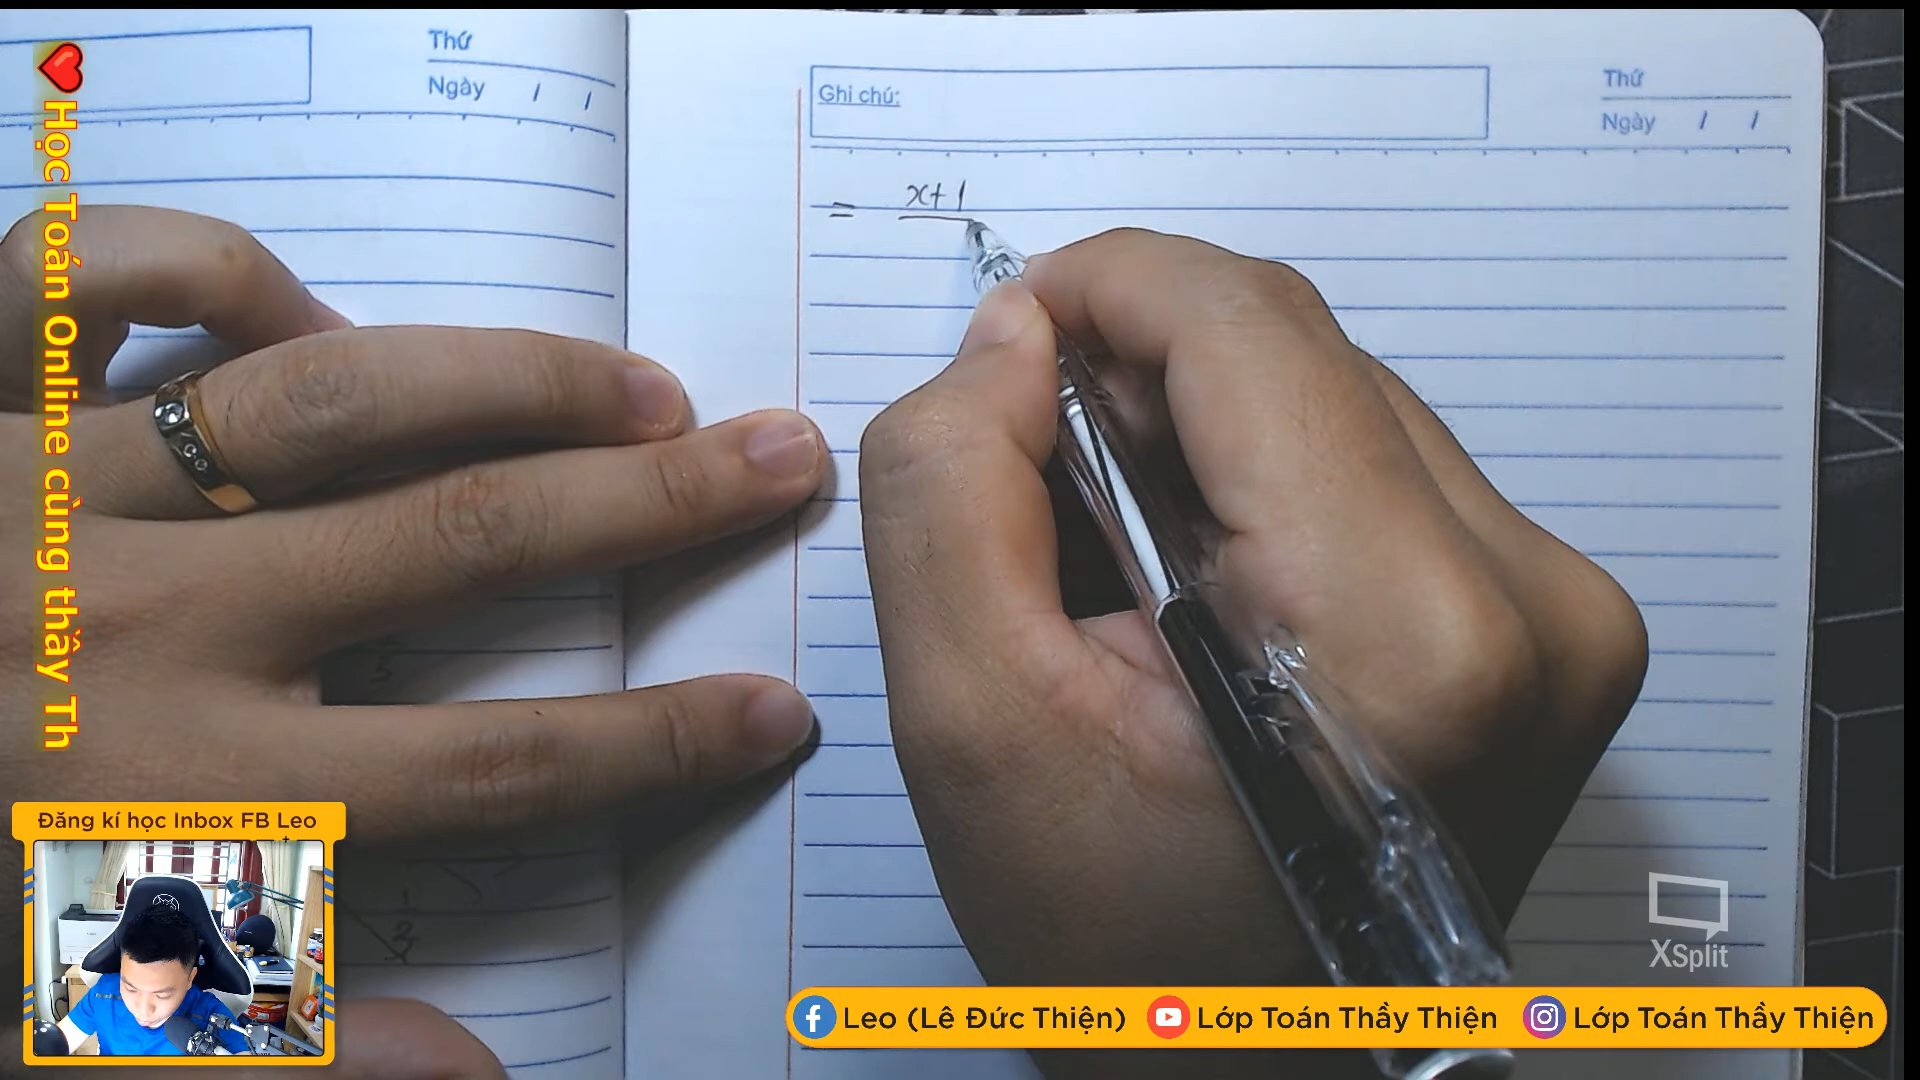 Thứ
Ngày / /
Ghi chú:
Thứ
Ngày / /
= x+1
❤Học Toán Online cùng thầy Th
Đăng kí học Inbox FB Leo
XSplit
Leo (Lê Đức Thiện)
Lớp Toán Thầy Thiện
Lớp Toán Thầy Thiện